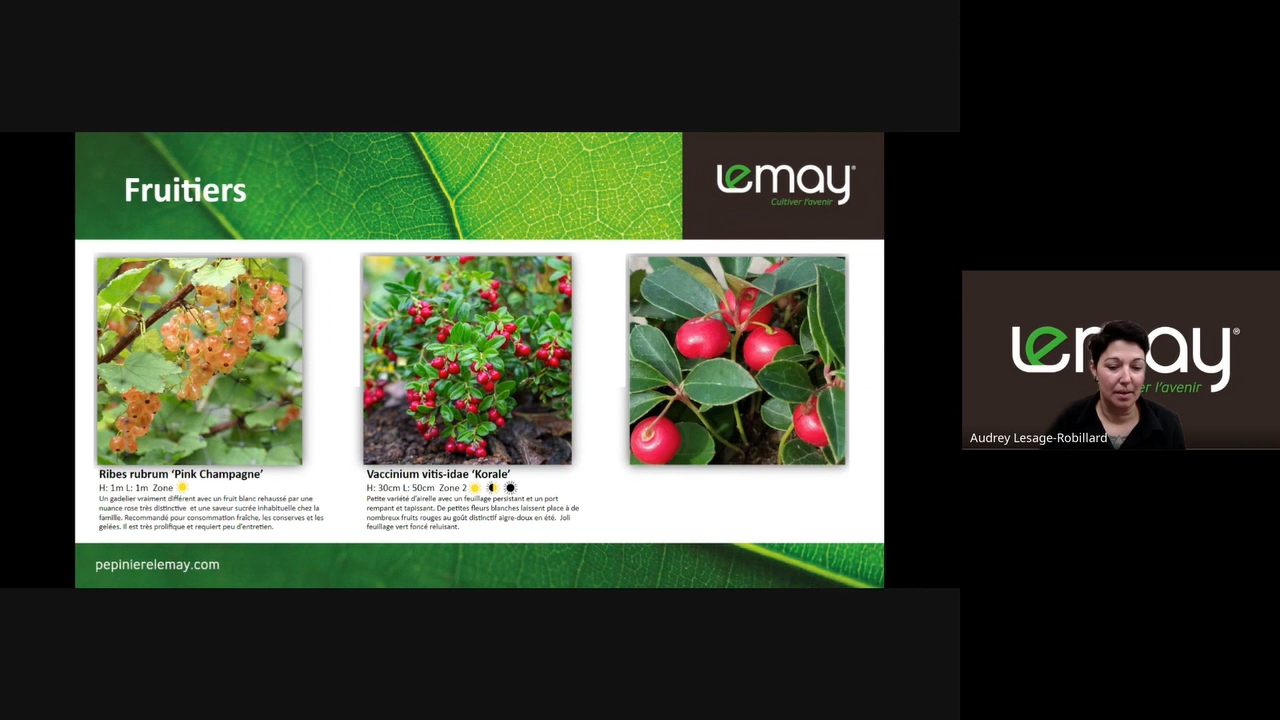 Fruitiers
Lemay®
Cultiver l'avenir
Ribes rubrum ‘Pink Champagne’
H: 1m L: 1m Zone
Un gadelier vraiment différent avec un fruit blanc rehaussé par une
nuance rose très distinctive et une saveur sucrée inhabituelle chez la
famille. Recommandé pour consommation fraîche, les conserves et les
gelées. Il est très prolifique et requiert peu d'entretien.
Vaccinium vitis-idae ‘Korale’
H: 30cm L: 50cm Zone 2
Petite variété d'airelle avec un feuillage persistant et un port
rempant et tapissant. De petites fleurs blanches laissent place à de
nombreux fruits rouges au goût distinctif aigre-doux en été. Joli
feuillage vert foncé reluisant.
pepinierelemay.com
Lemay®
er l'avenir
Audrey Lesage-Robillard